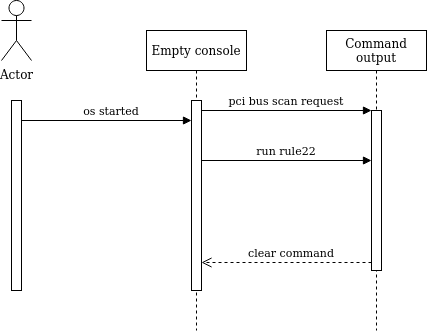 Actor
Empty console
Command
output
os started
pci bus scan request
run rule22
clear command